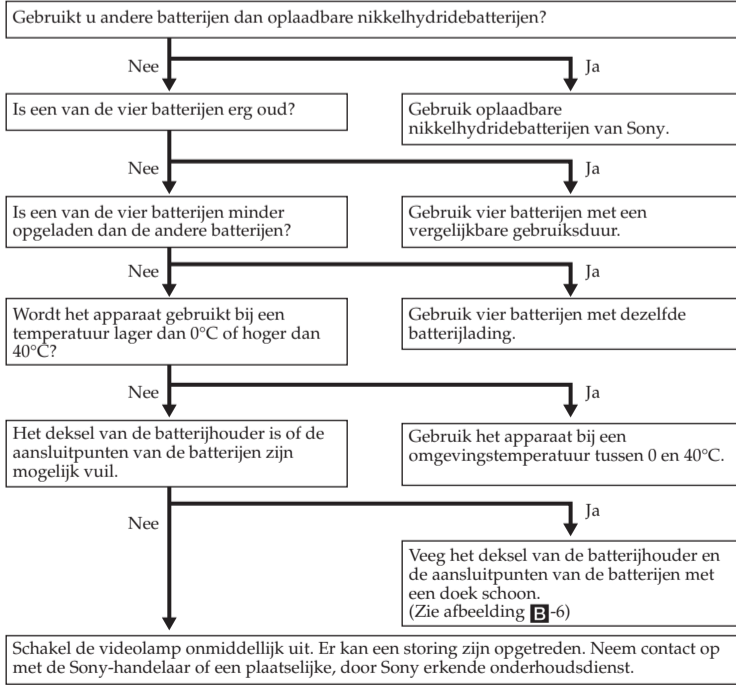 Gebruikt u andere batterijen dan oplaadbare nikkelhydridebatterijen?
Nee
Ja
Is een van de vier batterijen erg oud?
Gebruik oplaadbare
nikkelhydridebatterijen van Sony.
Nee
Ja
Is een van de vier batterijen minder
opgeladen dan de andere batterijen?
Gebruik vier batterijen met een
vergelijkbare gebruiksduur.
Nee
Ja
Wordt het apparaat gebruikt bij een
temperatuur lager dan 0°C of hoger dan
40°C?
Gebruik vier batterijen met dezelfde
batterijlading.
Nee
Ja
Het deksel van de batterijhouder is of de
aansluitpunten van de batterijen zijn
mogelijk vuil.
Gebruik het apparaat bij een
omgevingstemperatuur tussen 0 en 40°C.
Nee
Ja
Veeg het deksel van de batterijhouder en
de aansluitpunten van de batterijen met
een doek schoon.
(Zie afbeelding B-6)
Schakel de videolamp onmiddellijk uit. Er kan een storing zijn opgetreden. Neem contact op
met de Sony-handelaar of een plaatselijke, door Sony erkende onderhoudsdienst.